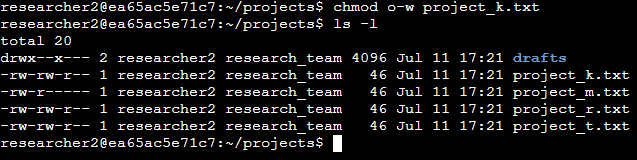 researcher2@ea65ac5e71c7:~/projects$ chmod o-w project_k.txt
researcher2@ea65ac5e71c7:~/projects$ ls -l
total 20
drwx--x--- 2 researcher2 research_team 4096 Jul 11 17:21 drafts
-rw-rw-r-- 1 researcher2 research_team   46 Jul 11 17:21 project_k.txt
-rw-r----- 1 researcher2 research_team   46 Jul 11 17:21 project_m.txt
-rw-rw-r-- 1 researcher2 research_team   46 Jul 11 17:21 project_r.txt
-rw-rw-r-- 1 researcher2 research_team   46 Jul 11 17:21 project_t.txt
researcher2@ea65ac5e71c7:~/projects$